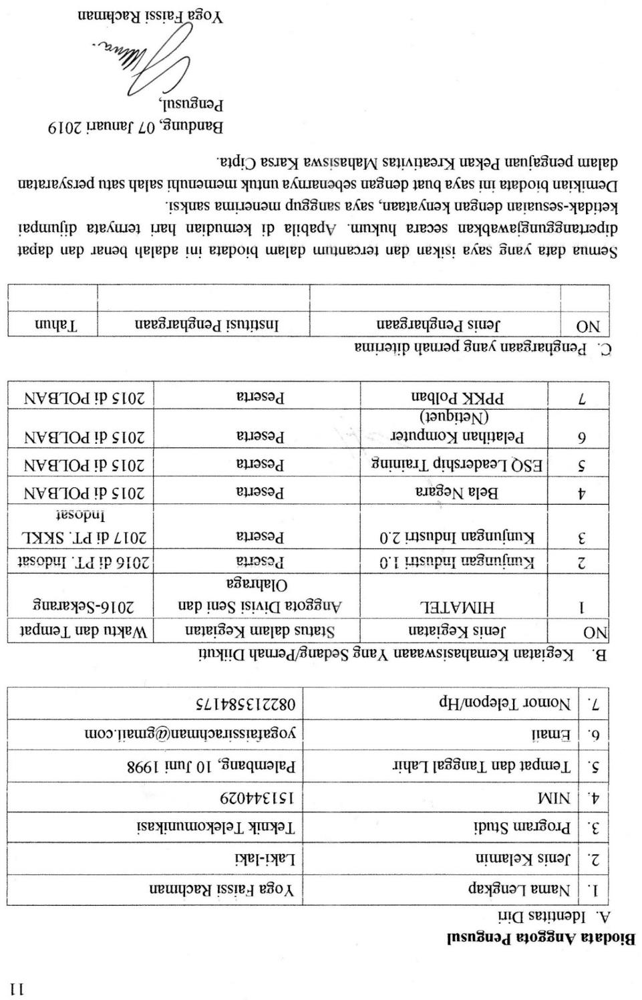 11
Biodata Anggota Pengusul
A. Identitas Diri
1. Nama Lengkap Yoga Faissi Rachman
2. Jenis Kelamin Laki-laki
3. Program Studi Teknik Telekomunikasi
4. NIM 151344029
5. Tempat dan Tanggal Lahir Palembang, 10 Juni 1998
6. Email yogafaissirachman@gmail.com
7. Nomor Telepon/Hp 082213584175
B. Kegiatan Kemahasiswaaan Yang Sedang/Pernah Diikuti
NO Jenis Kegiatan Status dalam Kegiatan Waktu dan Tempat
1 HIMATEL Anggota Divisi Seni dan 2016-Sekarang
Olahraga
2 Kunjungan Industri 1.0 Peserta 2016 di PT. Indosat
3 Kunjungan Industri 2.0 Peserta 2017 di PT. SKKL
Indosat
4 Bela Negara Peserta 2015 di POLBAN
5 ESQ Leadership Training Peserta 2015 di POLBAN
6 Pelatihan Komputer Peserta 2015 di POLBAN
(Netiquet)
7 PPKK Polban Peserta 2015 di POLBAN
C. Penghargaan yang pernah diterima
NO Jenis Penghargaan Institusi Penghargaan Tahun
Semua data yang saya isikan dan tercantum dalam biodata ini adalah benar dan dapat
dipertanggungjawabkan secara hukum. Apabila di kemudian hari ternyata dijumpai
ketidak-sesuaian dengan kenyataan, saya sanggup menerima sanksi.
Demikian biodata ini saya buat dengan sebenarnya untuk memenuhi salah satu persyaratan
dalam pengajuan Pekan Kreativitas Mahasiswa Karsa Cipta.
Bandung, 07 Januari 2019
Pengusul,
Yoga Faissi Rachman